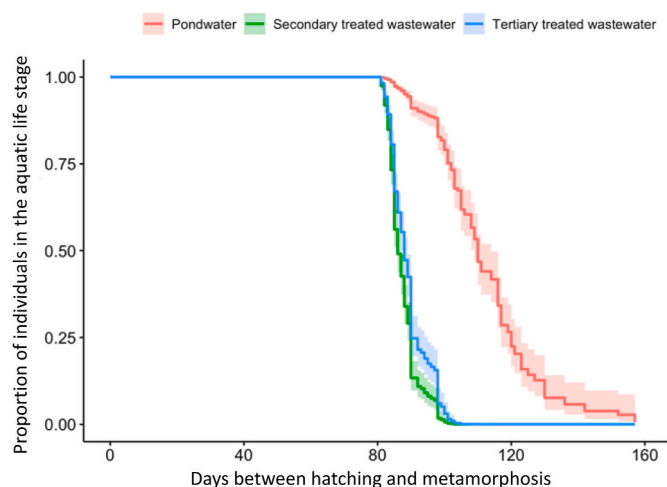 Pondwater Secondary treated wastewater Tertiary treated wastewater
Proportion of individuals in the aquatic life stage
1.00
0.75
0.50
0.25
0.00
0 40 80 120 160
Days between hatching and metamorphosis